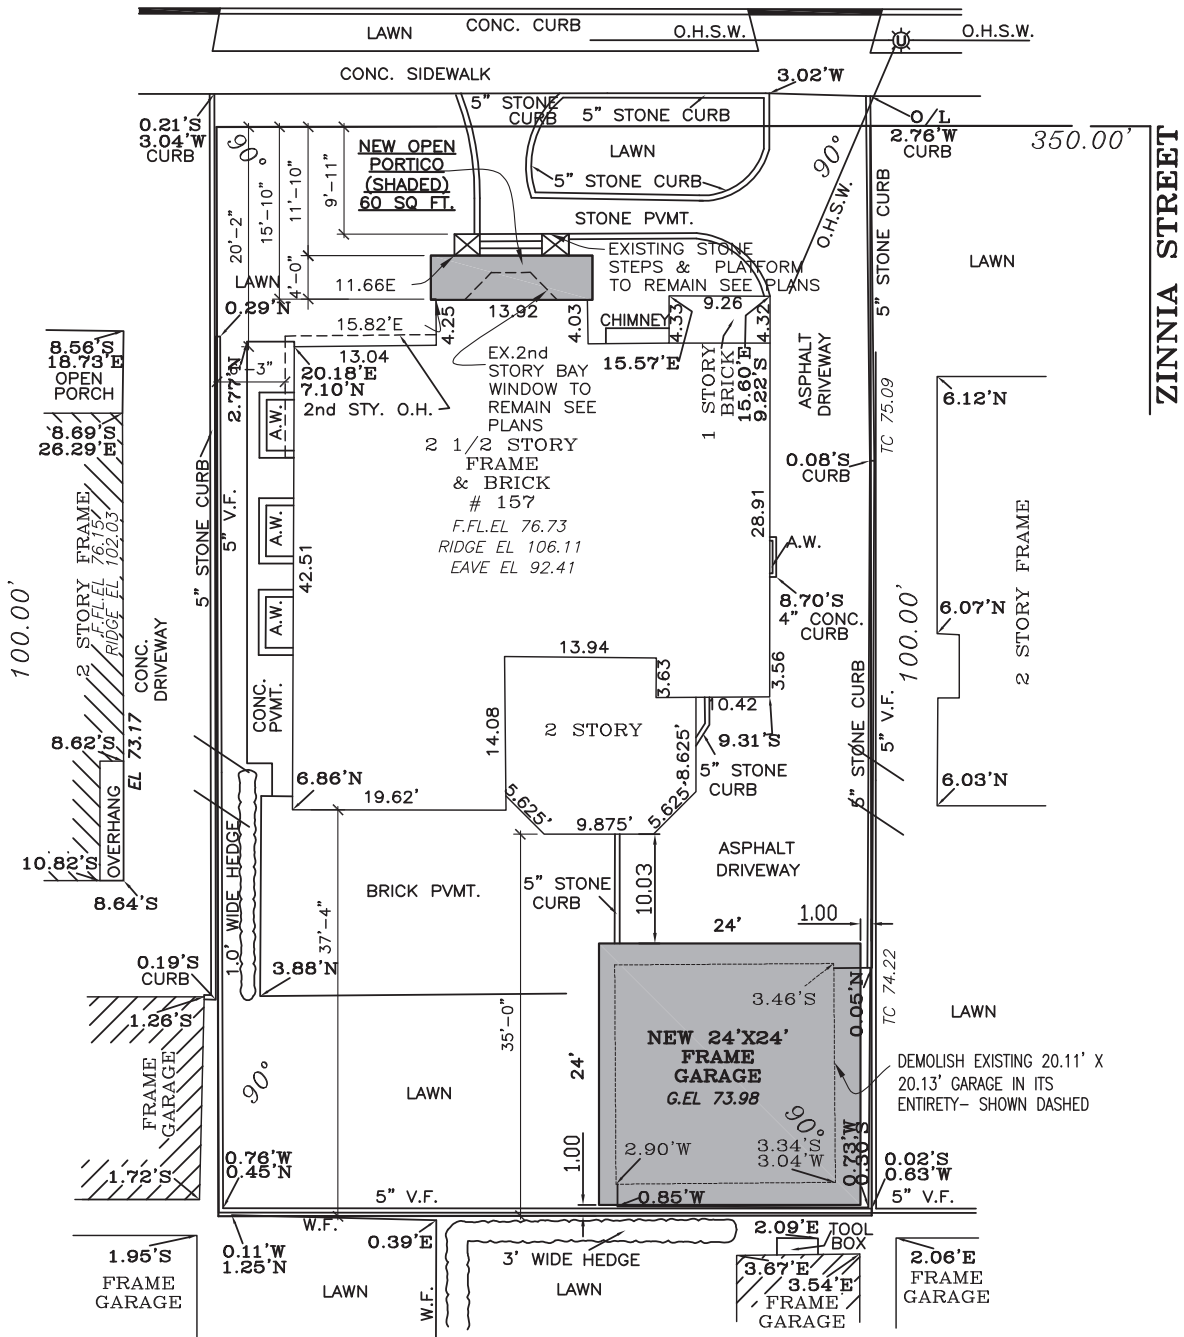 LAWN
CONC. CURB
O.H.S.W.
U
O.H.S.W.
CONC. SIDEWALK
3.02'W
5" STONE
CURB
5" STONE CURB
0.21'S
3.04'W
CURB
O/L
2.76'W
CURB
350.00'
ZINNIA STREET
90°
NEW OPEN
PORTICO
(SHADED)
60 SQ FT.
LAWN
5" STONE CURB
90°
O.H.S.W.
20'-2"
15'-10"
11'-10"
9'-11"
4'-0"
STONE PVMT.
5" STONE CURB
LAWN
EXISTING STONE
STEPS & PLATFORM
TO REMAIN SEE PLANS
LAWN
11.66E
0.29'N
13.92
9.26
15.82'E
4.25
4.03
CHIMNEY
4.33
4.32
8.56'S
18.73'E
OPEN
PORCH
13.04
15.57'E
6'-3"
2.77'N
20.18'E
7.10'N
2nd STY. O.H.
EX.2nd
STORY BAY
WINDOW TO
REMAIN SEE
PLANS
1 STORY
BRICK
15.60'E
9.22'S
ASPHALT
DRIVEWAY
TC 75.09
6.12'N
8.69'S
26.29'E
A.W.
2 1/2 STORY
FRAME
& BRICK
# 157
F.FL.EL 76.73
RIDGE EL 106.11
EAVE EL 92.41
0.08'S
CURB
5" STONE CURB
5" V.F.
A.W.
28.91
A.W.
2 STORY FRAME
F.FL.EL 76.15
RIDGE EL 102.03
42.51
100.00'
A.W.
8.70'S
4" CONC.
CURB
100.00'
6.07'N
2 STORY FRAME
CONC.
DRIVEWAY
13.94
3.63
3.56
CONC.
PVMT.
10.42
EL 73.17
14.08
2 STORY
8.625'
9.31'S
5" STONE
CURB
5" STONE CURB
5" V.F.
8.62'S
6.86'N
19.62'
5.625'
9.875'
5.625'
6.03'N
OVERHANG
10.82'S
8.64'S
1.0' WIDE HEDGE
BRICK PVMT.
37'-4"
5" STONE
CURB
10.03
ASPHALT
DRIVEWAY
24'
1.00
0.19'S
CURB
3.88'N
35'-0"
TC 74.22
3.46'S
0.05'N
1.26'S
LAWN
NEW 24'X24'
FRAME
GARAGE
G.EL 73.98
FRAME
GARAGE
90°
LAWN
24'
DEMOLISH EXISTING 20.11' X
20.13' GARAGE IN ITS
ENTIRETY- SHOWN DASHED
90°
0.76'W
0.45'N
1.72'S
1.00
2.90'W
3.34'S
3.04'W
0.73'W
0.30'S
0.02'S
0.63'W
5" V.F.
0.85'W
5" V.F.
W.F.
0.11'W
1.25'N
0.39'E
2.09'E
TOOL
BOX
1.95'S
FRAME
GARAGE
LAWN
W.F.
3' WIDE HEDGE
LAWN
3.67'E
3.54'E
FRAME
GARAGE
2.06'E
FRAME
GARAGE